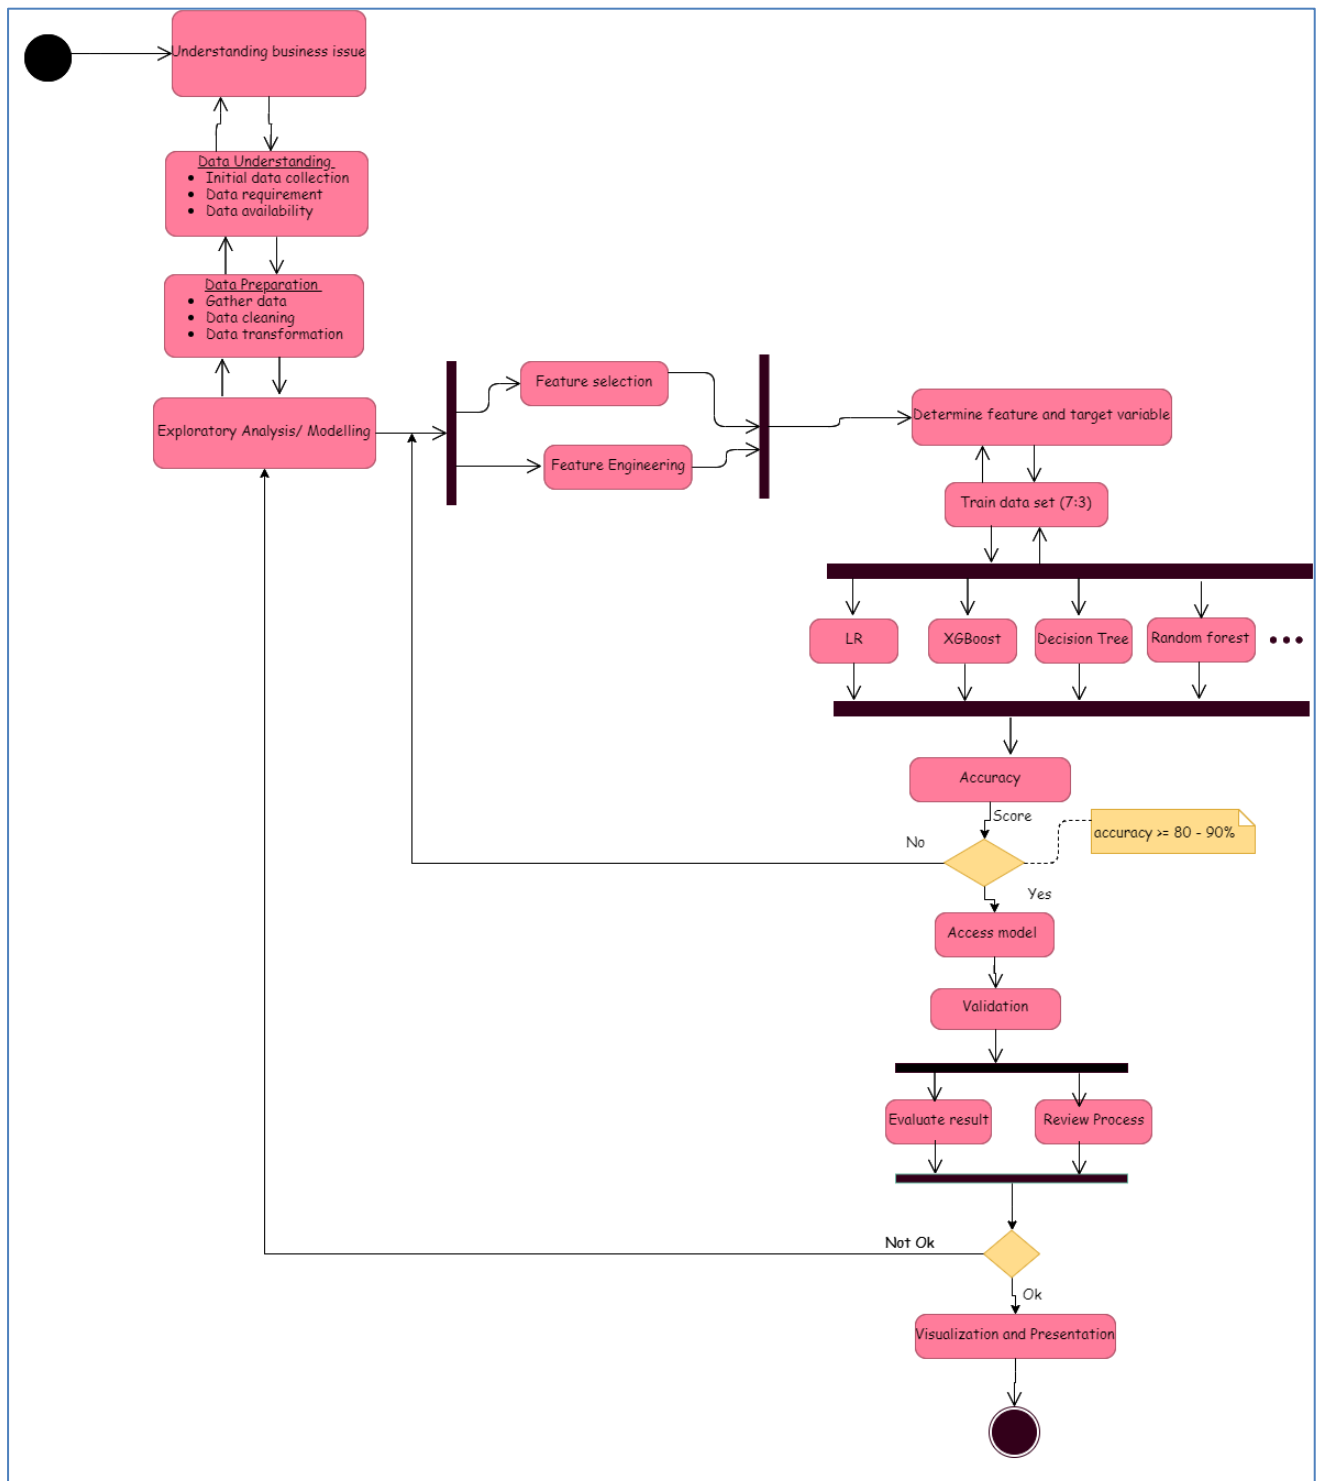 Understanding business issue
Data Understanding
• Initial data collection
• Data requirement
• Data availability
Data Preparation
• Gather data
• Data cleaning
• Data transformation
Exploratory Analysis/ Modelling
Feature selection
Feature Engineering
Determine feature and target variable
Train data set (7:3)
LR
XGBoost
Decision Tree
Random forest
Accuracy
Score
accuracy >= 80 - 90%
No
Yes
Access model
Validation
Evaluate result
Review Process
Not Ok
Ok
Visualization and Presentation